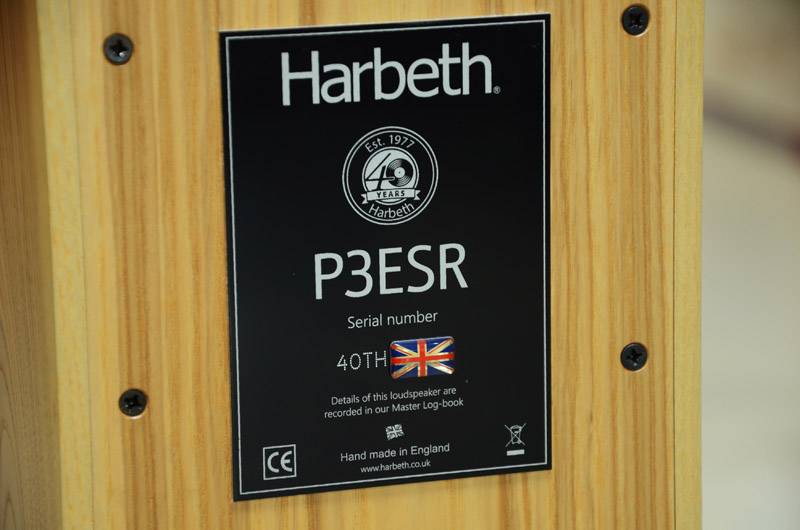 Harbeth®
Est. 1977
40
YEARS
Harbeth
P3ESR
Serial number
40TH
Details of this loudspeaker are
recorded in our Master Log-book
Hand made in England
www.harbeth.co.uk
CE